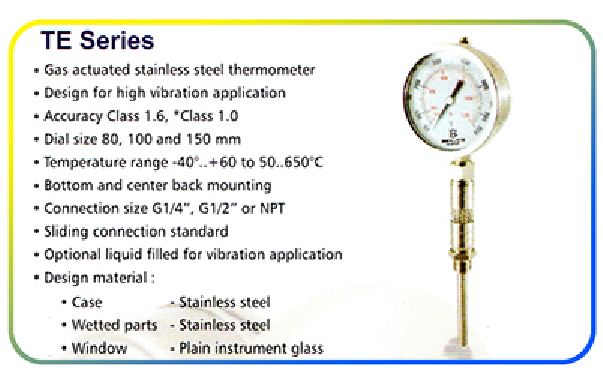 TE Series
• Gas actuated stainless steel thermometer
• Design for high vibration application
• Accuracy Class 1.6, *Class 1.0
• Dial size 80, 100 and 150 mm
• Temperature range -40°..+60 to 50..650°C
• Bottom and center back mounting
• Connection size G1/4", G1/2" or NPT
• Sliding connection standard
• Optional liquid filled for vibration application
• Design material :
• Case - Stainless steel
• Wetted parts - Stainless steel
• Window - Plain instrument glass